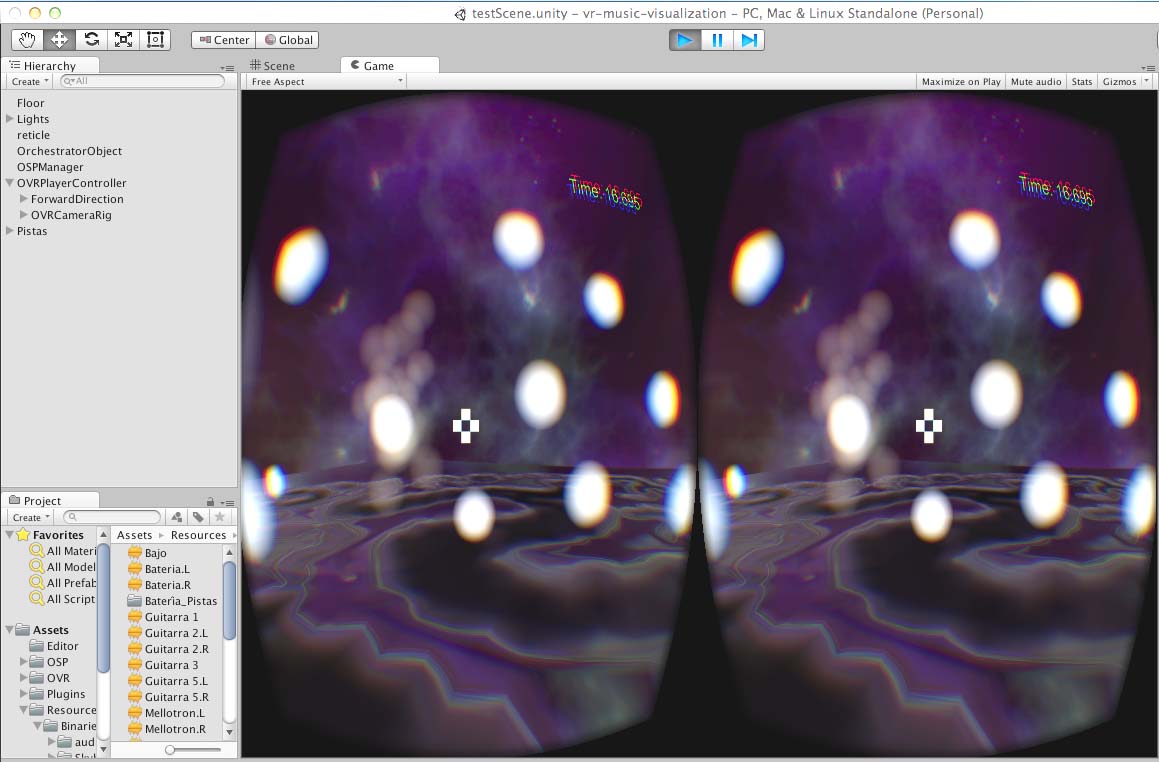 testScene.unity – vr-music-visualization – PC, Mac & Linux Standalone (Personal)
Center Global
Hierarchy
Create All
Floor
Lights
reticle
OrchestratorObject
OSPManager
OVRPlayerController
ForwardDirection
OVRCameraRig
Pistas
Scene Game
Free Aspect Maximize on Play Mute audio Stats Gizmos
Time: 16.695 Time: 16.695
Project
Create
Favorites
All Materi
All Model
All Prefab
All Script
Assets
Editor
OSP
OVR
Plugins
Resource
Binarie
aud
Assets Resources
Bajo
Bateria.L
Bateria.R
Baterìa_Pistas
Guitarra 1
Guitarra 2.L
Guitarra 2.R
Guitarra 3
Guitarra 5.L
Guitarra 5.R
Mellotron.L
Mellotron.R